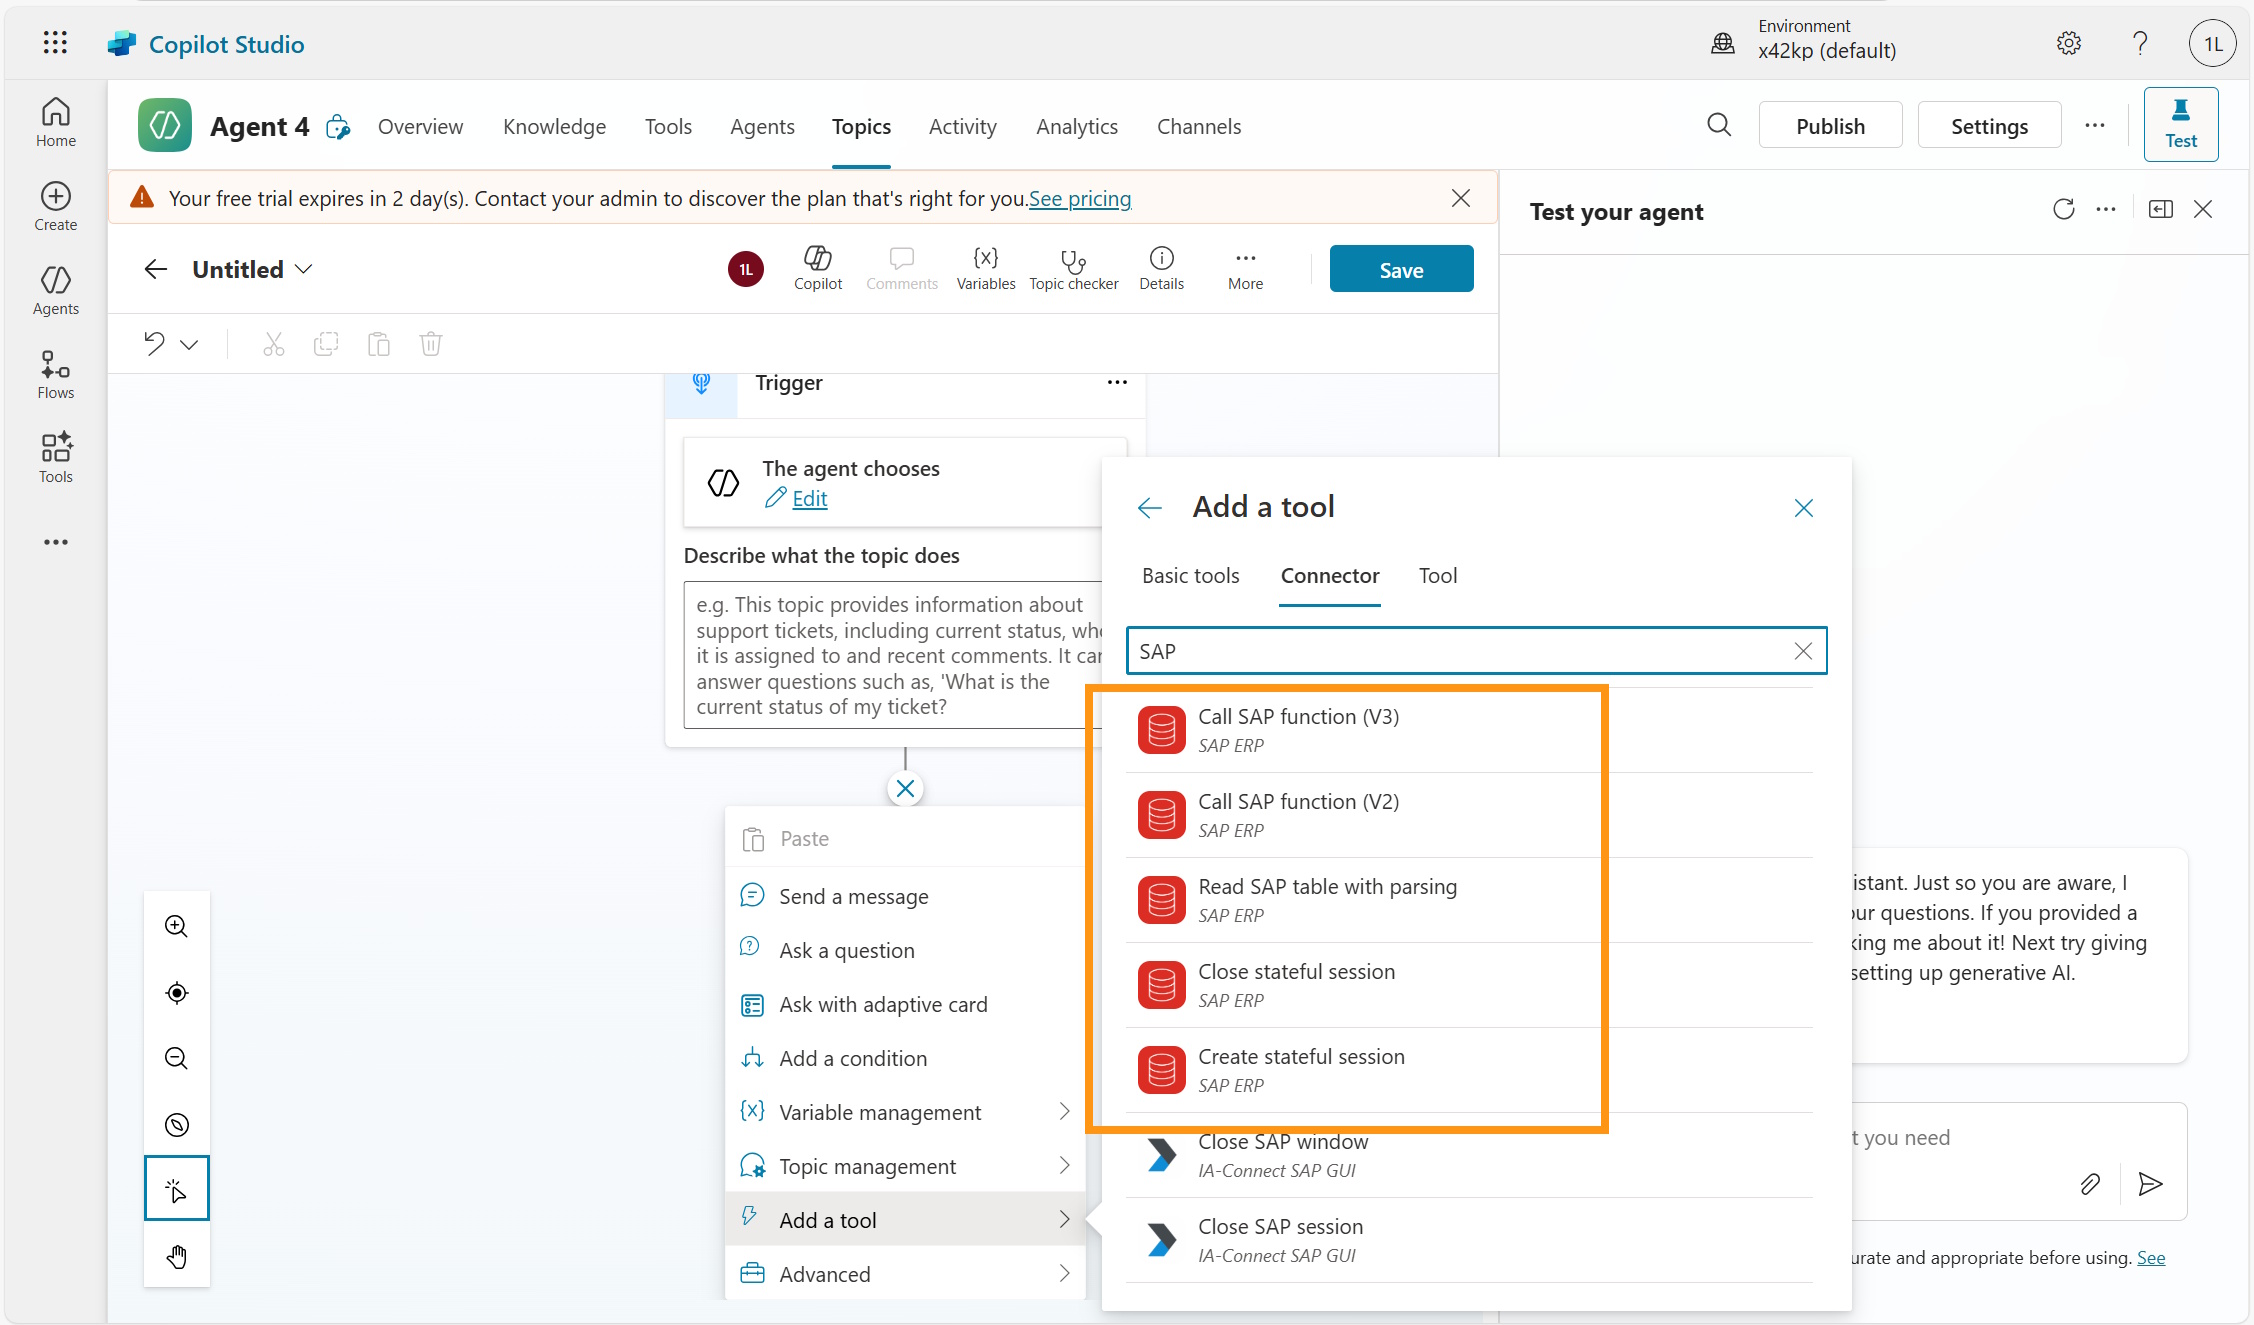 Copilot Studio
Environment
x42kp (default)
1L
Home
Create
Agents
Flows
Tools
Agent 4
Overview
Knowledge
Tools
Agents
Topics
Activity
Analytics
Channels
Publish
Settings
Test
Your free trial expires in 2 day(s). Contact your admin to discover the plan that's right for you.See pricing
Untitled
1L
Copilot
Comments
Variables
Topic checker
Details
More
Save
Test your agent
Trigger
The agent chooses
Edit
Describe what the topic does
e.g. This topic provides information about
support tickets, including current status,
it is assigned to and recent comments. It
answer questions such as, 'What is the
current status of my ticket?
Paste
Send a message
Ask a question
Ask with adaptive card
Add a condition
Variable management
Topic management
Add a tool
Advanced
Add a tool
Basic tools
Connector
Tool
SAP
Call SAP function (V3)
SAP ERP
Call SAP function (V2)
SAP ERP
Read SAP table with parsing
SAP ERP
Close stateful session
SAP ERP
Create stateful session
SAP ERP
Close SAP window
IA-Connect SAP GUI
Close SAP session
IA-Connect SAP GUI
istant. Just so you are aware, I
ur questions. If you provided a
king me about it! Next try giving
setting up generative AI.
t you need
urate and appropriate before using. See